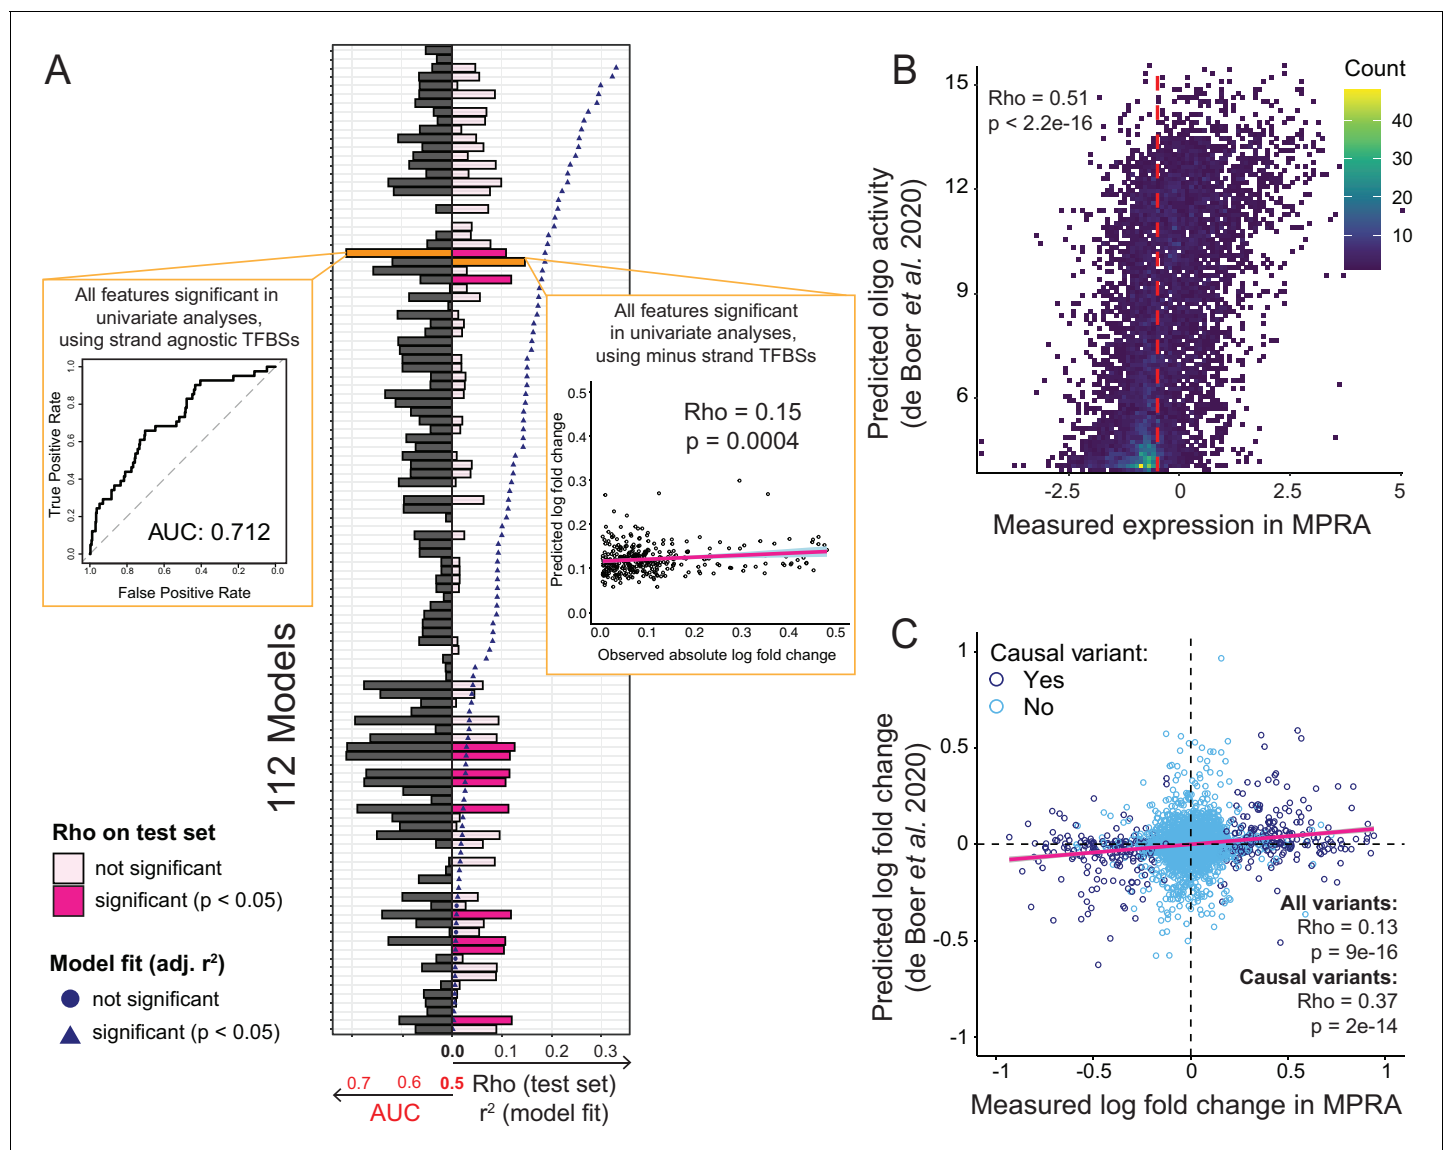 A
All features significant in
univariate analyses,
using strand agnostic TFBSs
True Positive Rate
1.0
0.8
0.6
0.4
0.2
0.0
AUC: 0.712
1.0
0.8
0.6
0.4
0.2
0.0
False Positive Rate
All features significant
in univariate analyses,
using minus strand TFBSs
Predicted log fold change
0.5
0.4
0.3
0.2
0.1
0.0
Rho = 0.15
p = 0.0004
0.0
0.1
0.2
0.3
0.4
0.5
Observed absolute log fold change
112 Models
Rho on test set
not significant
significant (p < 0.05)
Model fit (adj. r²)
not significant
significant (p < 0.05)
0.0
0.1
0.2
0.3
0.7
0.6
0.5
Rho (test set)
AUC
r² (model fit)
B
Predicted oligo activity
(de Boer et al. 2020)
15
12
9
6
Rho = 0.51
p < 2.2e-16
Count
40
30
20
10
-2.5
0
2.5
5
Measured expression in MPRA
C
Predicted log fold change
(de Boer et al. 2020)
1
0.5
0
-0.5
-1
Causal variant:
Yes
No
All variants:
Rho = 0.13
p = 9e-16
Causal variants:
Rho = 0.37
p = 2e-14
-1
-0.5
0
0.5
1
Measured log fold change in MPRA